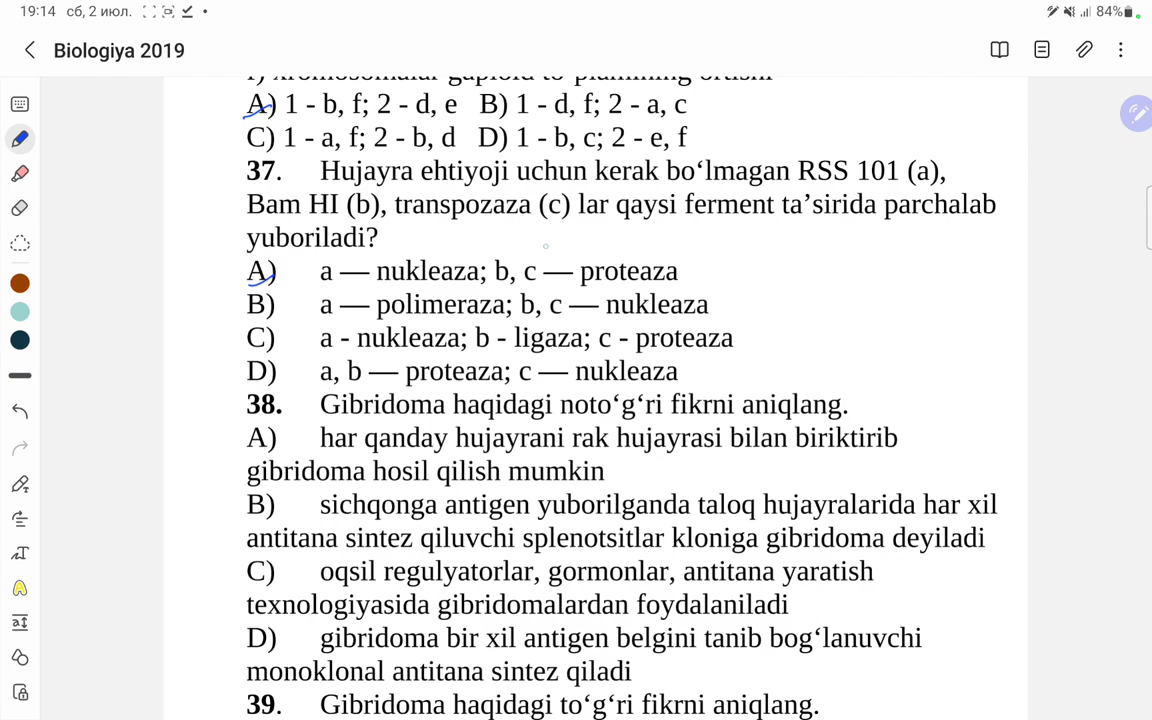 19:14 сб, 2 июл.
84%
Biologiya 2019
f) xromosomalar gaploid to‘plamining ortishi
A) 1 - b, f; 2 - d, e B) 1 - d, f; 2 - a, c
C) 1 - a, f; 2 - b, d D) 1 - b, c; 2 - e, f
37. Hujayra ehtiyoji uchun kerak bo‘lmagan RSS 101 (a),
Bam HI (b), transpozaza (c) lar qaysi ferment ta’sirida parchalab
yuboriladi?
A) a — nukleaza; b, c — proteaza
B) a — polimeraza; b, c — nukleaza
C) a - nukleaza; b - ligaza; c - proteaza
D) a, b — proteaza; c — nukleaza
38. Gibridoma haqidagi noto‘g‘ri fikrni aniqlang.
A) har qanday hujayrani rak hujayrasi bilan biriktirib
gibridoma hosil qilish mumkin
B) sichqonga antigen yuborilganda taloq hujayralarida har xil
antitana sintez qiluvchi splenotsitlar kloniga gibridoma deyiladi
C) oqsil regulyatorlar, gormonlar, antitana yaratish
texnologiyasida gibridomalardan foydalaniladi
D) gibridoma bir xil antigen belgini tanib bog‘lanuvchi
monoklonal antitana sintez qiladi
39. Gibridoma haqidagi to‘g‘ri fikrni aniqlang.